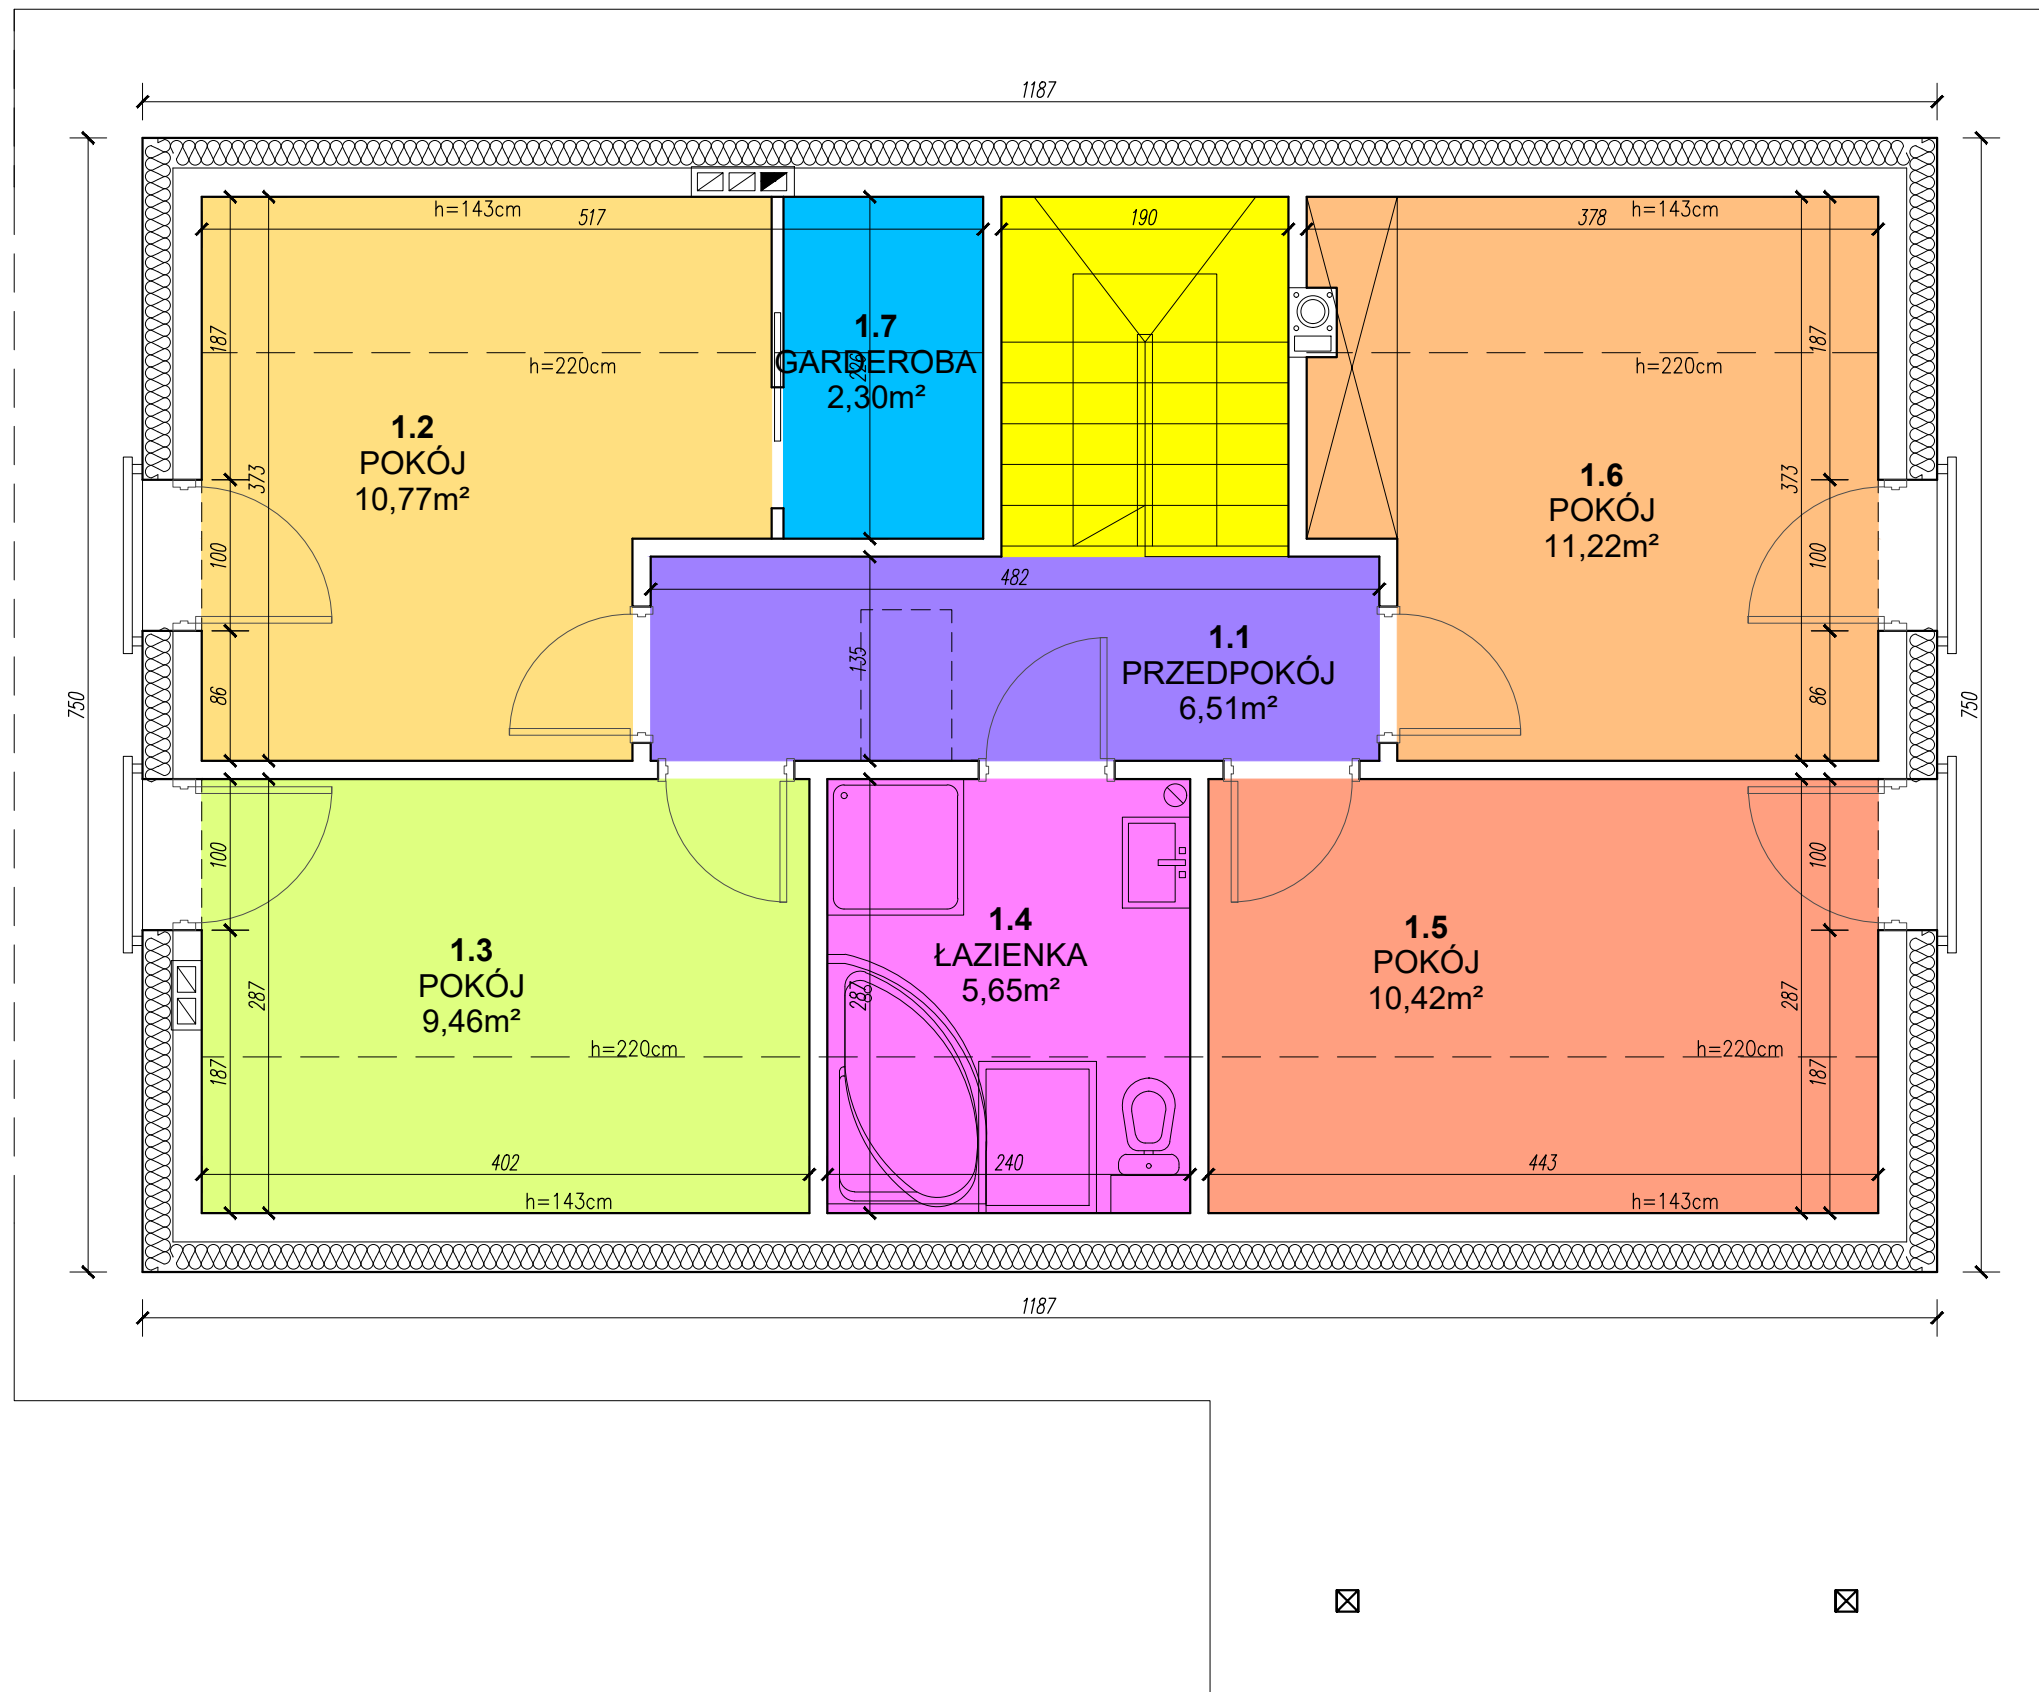 1187
h=143cm
517
190
h=143cm
378
187
1.7
GARDEROBA
226
2,30m²
187
h=220cm
h=220cm
1.2
POKÓJ
10,77m²
373
1.6
POKÓJ
11,22m²
373
100
482
100
1.1
PRZEDPOKÓJ
6,51m²
135
86
86
750
750
100
100
1.3
POKÓJ
9,46m²
1.4
ŁAZIENKA
5,65m²
1.5
POKÓJ
10,42m²
287
287
287
h=220cm
h=220cm
187
187
402
240
443
h=143cm
h=143cm
1187